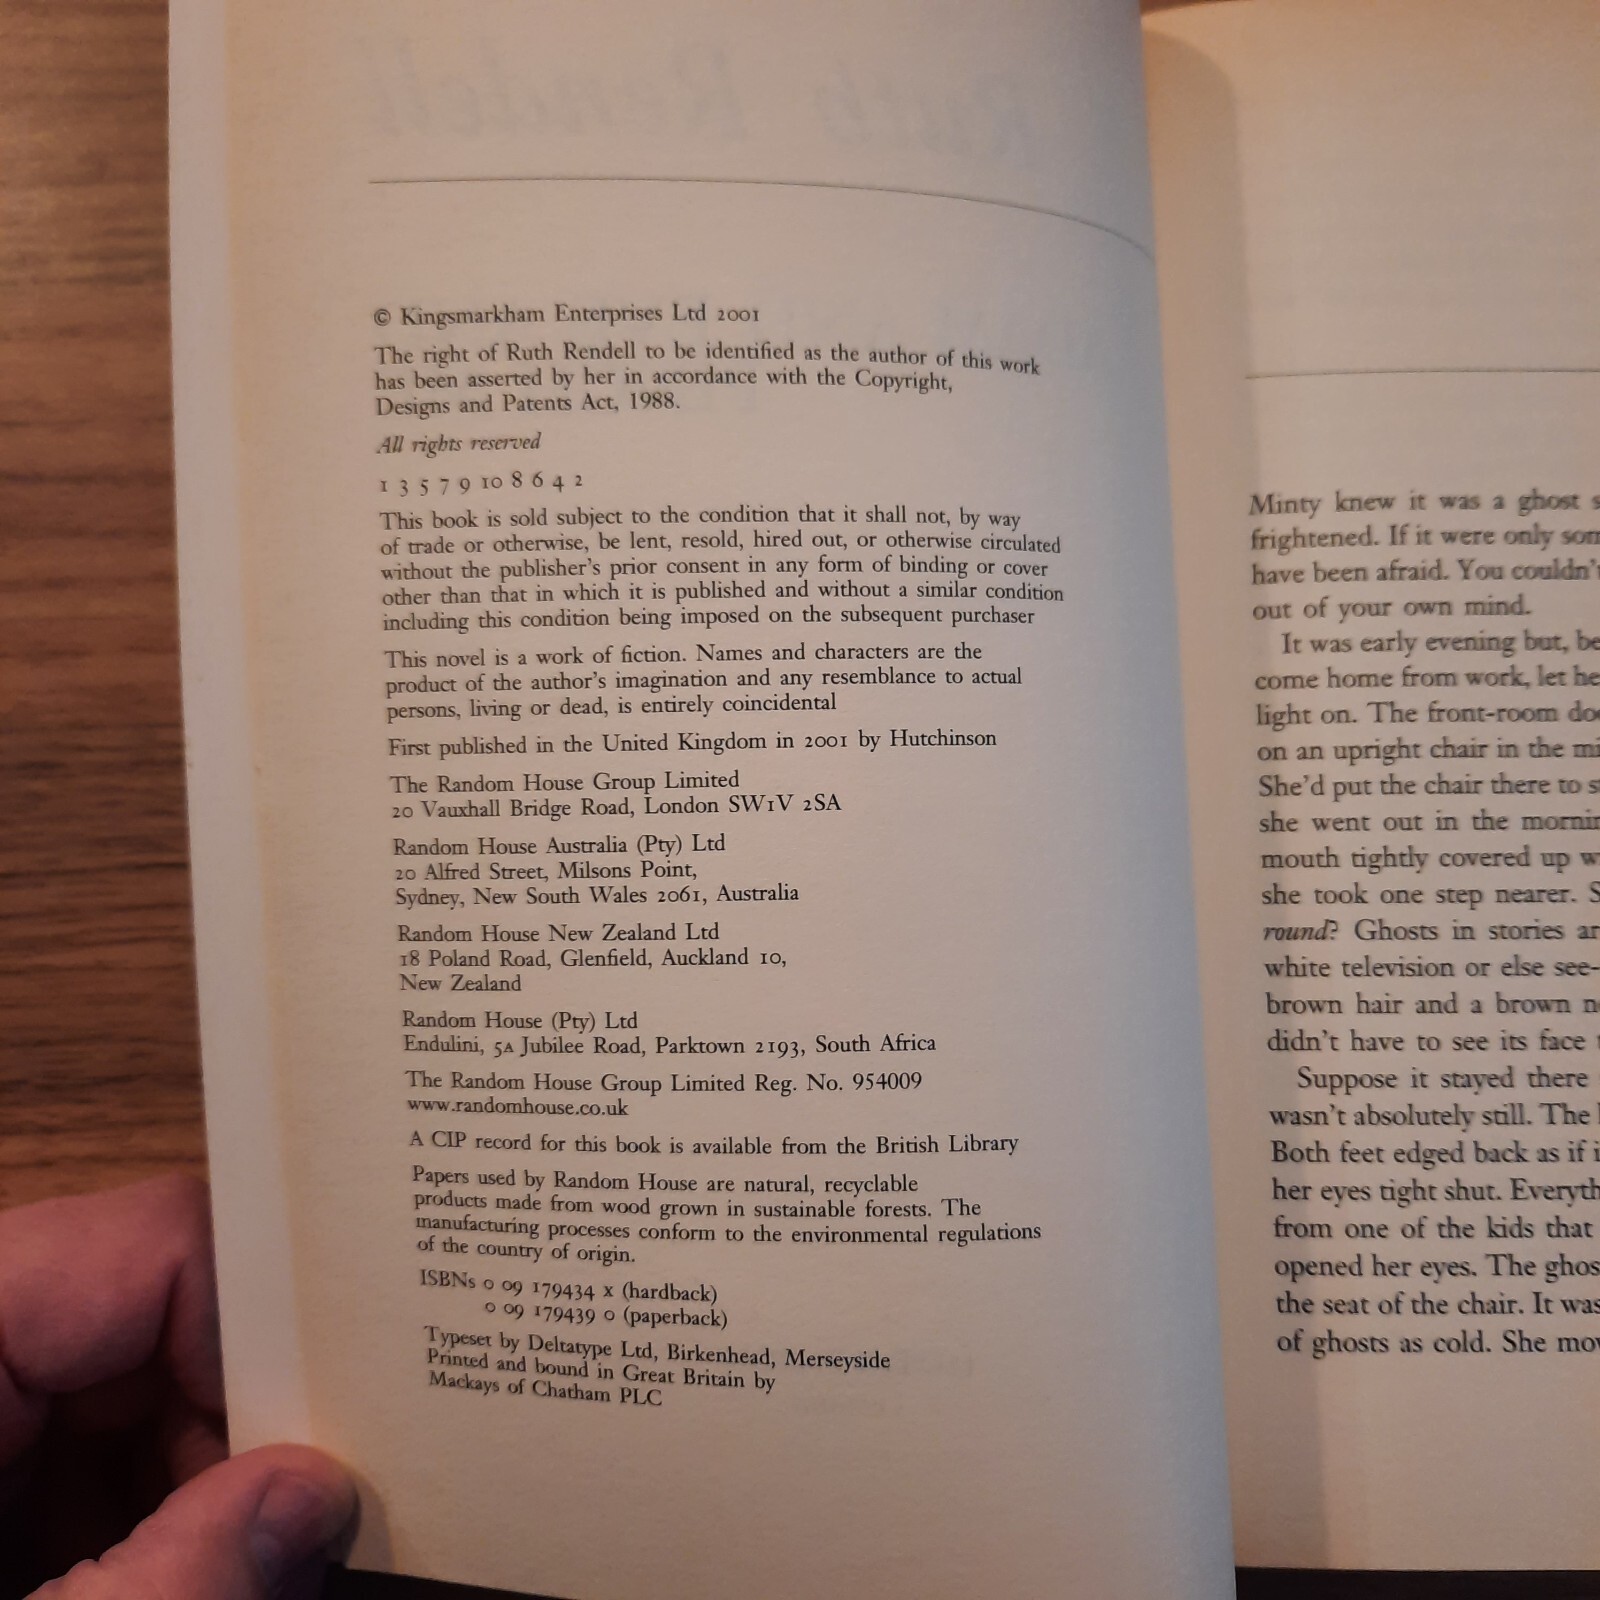 © Kingsmarkham Enterprises Ltd 2001
The right of Ruth Rendell to be identified as the author of this work
has been asserted by her in accordance with the Copyright,
Designs and Patents Act, 1988.
All rights reserved
1 3 5 7 9 10 8 6 4 2
This book is sold subject to the condition that it shall not, by way
of trade or otherwise, be lent, resold, hired out, or otherwise circulated
without the publisher's prior consent in any form of binding or cover
other than that in which it is published and without a similar condition
including this condition being imposed on the subsequent purchaser
This novel is a work of fiction. Names and characters are the
product of the author's imagination and any resemblance to actual
persons, living or dead, is entirely coincidental
First published in the United Kingdom in 2001 by Hutchinson
The Random House Group Limited
20 Vauxhall Bridge Road, London SW1V 2SA
Random House Australia (Pty) Ltd
20 Alfred Street, Milsons Point,
Sydney, New South Wales 2061, Australia
Random House New Zealand Ltd
18 Poland Road, Glenfield, Auckland 10,
New Zealand
Random House (Pty) Ltd
Endulini, 5A Jubilee Road, Parktown 2193, South Africa
The Random House Group Limited Reg. No. 954009
www.randomhouse.co.uk
A CIP record for this book is available from the British Library
Papers used by Random House are natural, recyclable
products made from wood grown in sustainable forests. The
manufacturing processes conform to the environmental regulations
of the country of origin.
ISBNs 0 09 179434 x (hardback)
0 09 179439 0 (paperback)
Typeset by Deltatype Ltd, Birkenhead, Merseyside
Printed and bound in Great Britain by
Mackays of Chatham PLC
Minty knew it was a ghost
frightened. If it were only
have been afraid. You couldn't
out of your own mind.
It was early evening but,
come home from work, let
light on. The front-room
on an upright chair in the
She'd put the chair there to
she went out in the
mouth tightly covered up
she took one step nearer.
round? Ghosts in stories
white television or else see-
brown hair and a brown
didn't have to see its face
Suppose it stayed there
wasn't absolutely still. The
Both feet edged back as if
her eyes tight shut.
from one of the kids that
opened her eyes. The
the seat of the chair. It
of ghosts as cold. She